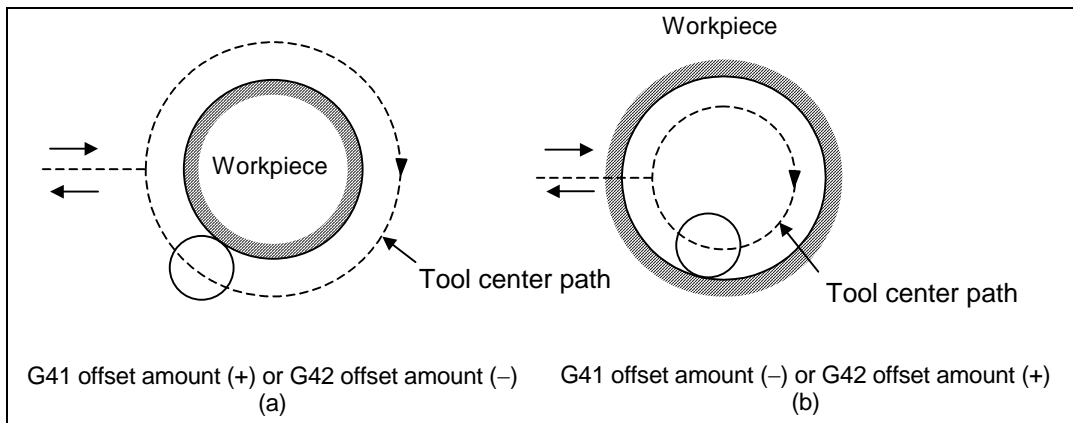 Workpiece
Workpiece
Tool center path
Tool center path
G41 offset amount (+) or G42 offset amount (−)
(a)
G41 offset amount (−) or G42 offset amount (+)
(b)